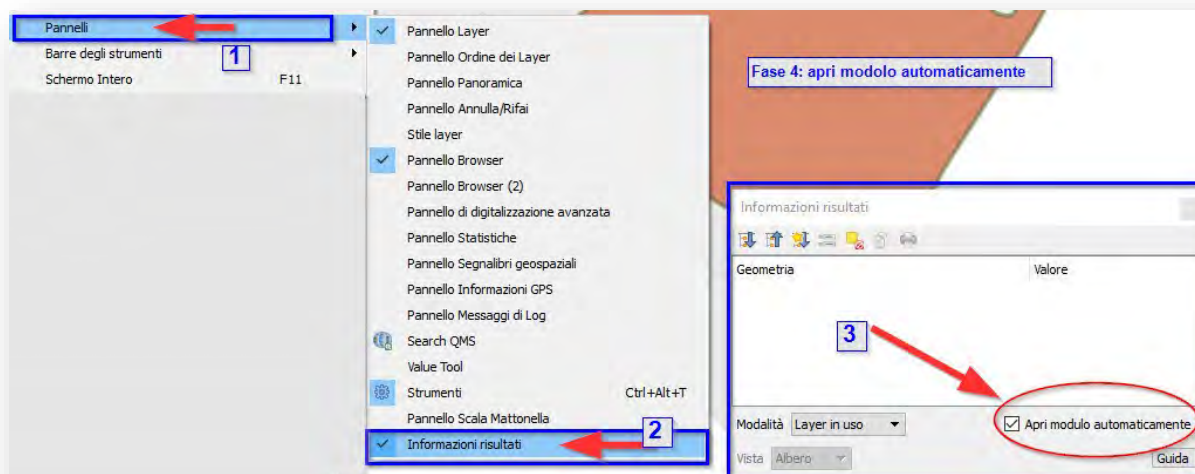 Pannelli
1
Barre degli strumenti
Schermo Intero F11
Pannello Layer
Pannello Ordine dei Layer
Pannello Panoramica
Pannello Annulla/Rifai
Stile layer
Pannello Browser
Pannello Browser (2)
Pannello di digitalizzazione avanzata
Pannello Statistiche
Pannello Segnalibri geospaziali
Pannello Informazioni GPS
Pannello Messaggi di Log
Search QMS
Value Tool
Strumenti Ctrl+Alt+T
Pannello Scala Mattonella
Informazioni risultati
2
Fase 4: apri modolo automaticamente
Informazioni risultati
Geometria Valore
3
Modalità Layer in uso
Apri modulo automaticamente
Vista Albero
Guida